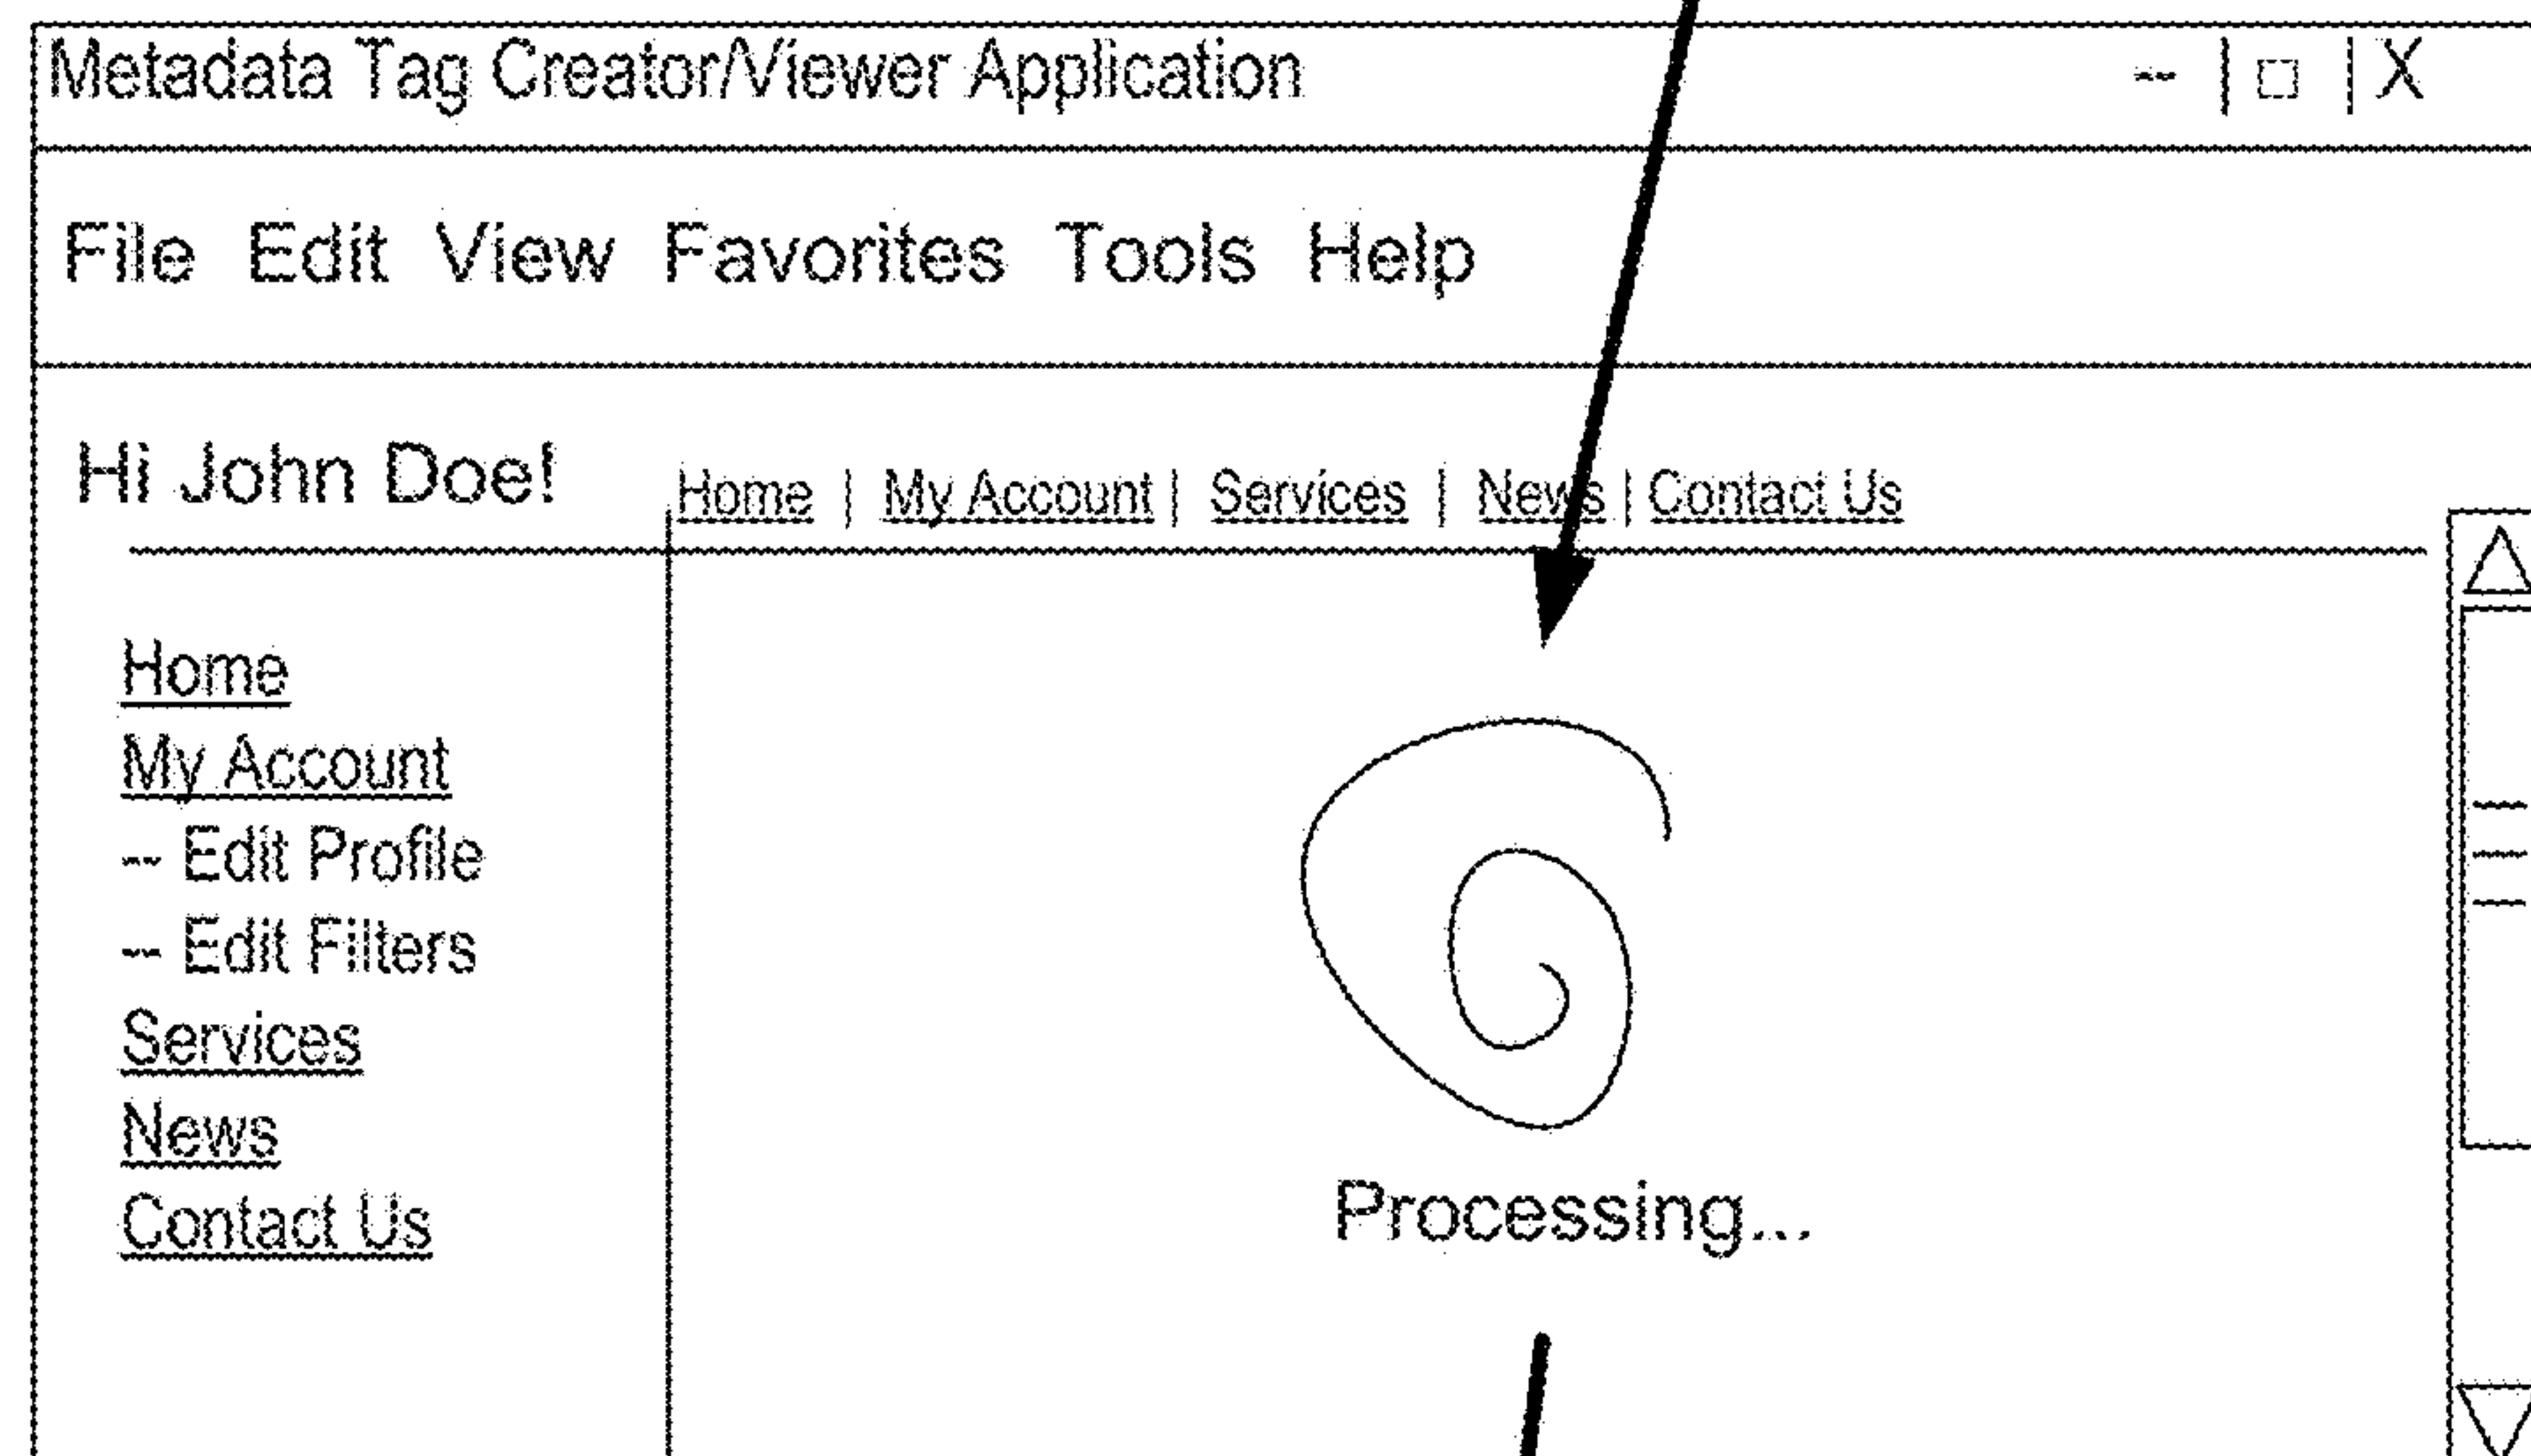 Metadata Tag Creator/Viewer Application -- | □ | X
File Edit View Favorites Tools Help
Hi John Doe!
Home | My Account | Services | News | Contact Us
Home
My Account
-- Edit Profile
-- Edit Filters
Services
News
Contact Us
Processing...